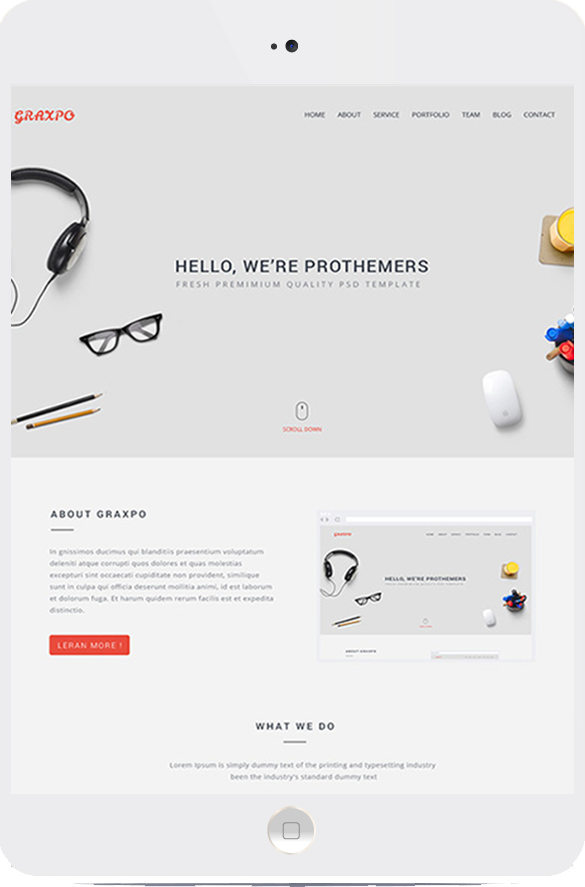 GRAXPO
HOME ABOUT SERVICE PORTFOLIO TEAM BLOG CONTACT
HELLO, WE'RE PROTHEMERS
FRESH PREMIMIUM QUALITY PSD TEMPLATE
SCROLL DOWN
ABOUT GRAXPO
In gnissimos ducimus qui blanditiis praesentium voluptatum
deleniti atque corrupti quos dolores et quas molestias
excepturi sint occaecati cupiditate non provident, similique
sunt in culpa qui officia deserunt mollitia animi, id est laborum
et dolorum fuga. Et harum quidem rerum facilis est et expedita
distinctio.
LERAN MORE !
HELLO, WE'RE PROTHEMERS
ABOUT GRAXPO
WHAT WE DO
Lorem Ipsum is simply dummy text of the printing and typesetting industry
been the industry's standard dummy text